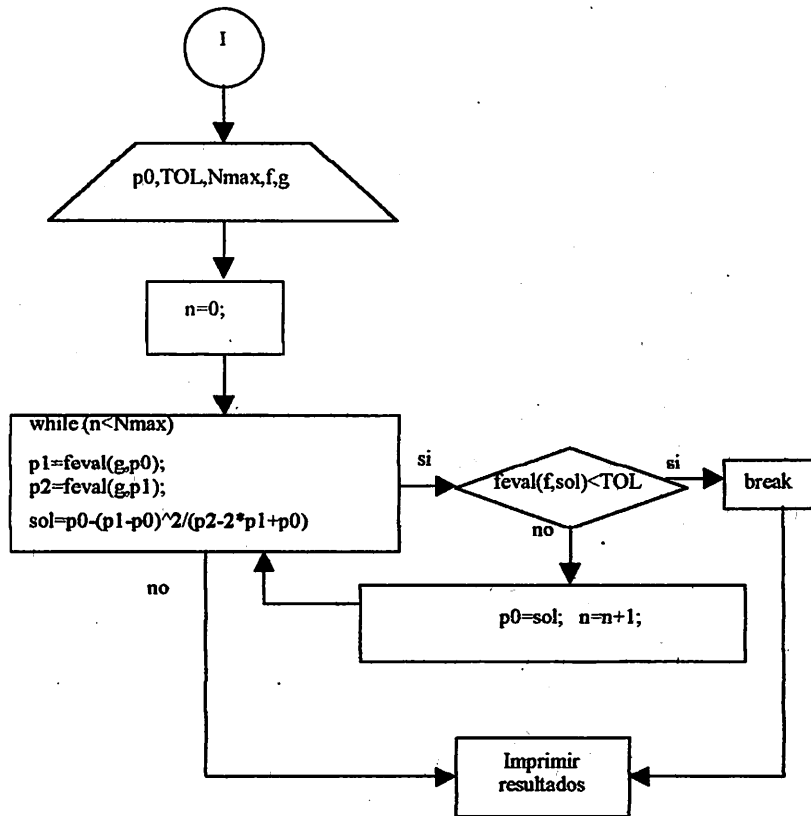 I
p0,TOL,Nmax,f,g
n=0;
while (n<Nmax)
p1=feval(g,p0);
p2=feval(g,p1);
sol=p0-(p1-p0)^2/(p2-2*p1+p0)
si
feval(f,sol)<TOL
si
break
no
no
p0=sol; n=n+1;
Imprimir
resultados